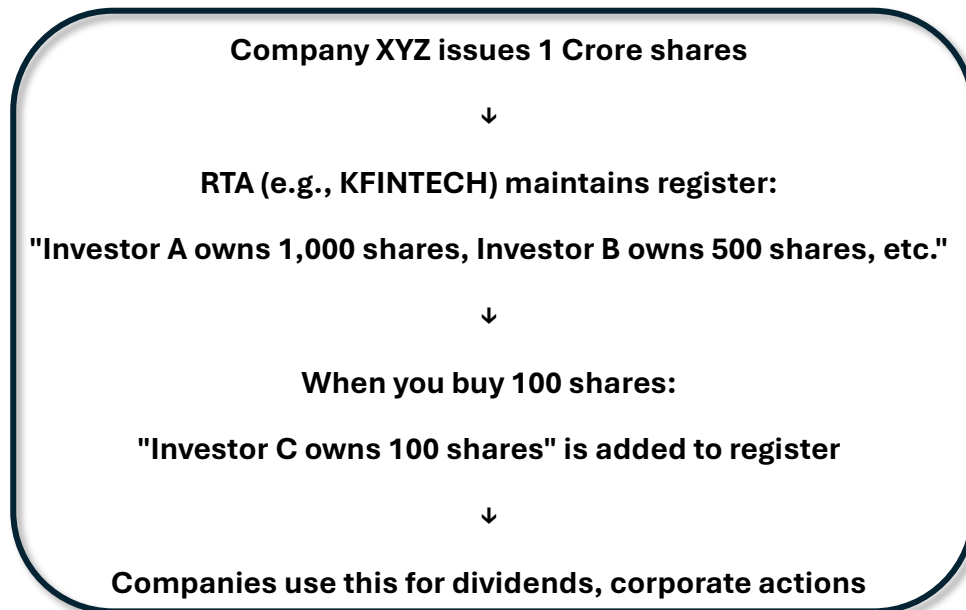 Company XYZ issues 1 Crore shares
↓
RTA (e.g., KFINTECH) maintains register:
"Investor A owns 1,000 shares, Investor B owns 500 shares, etc."
↓
When you buy 100 shares:
"Investor C owns 100 shares" is added to register
↓
Companies use this for dividends, corporate actions